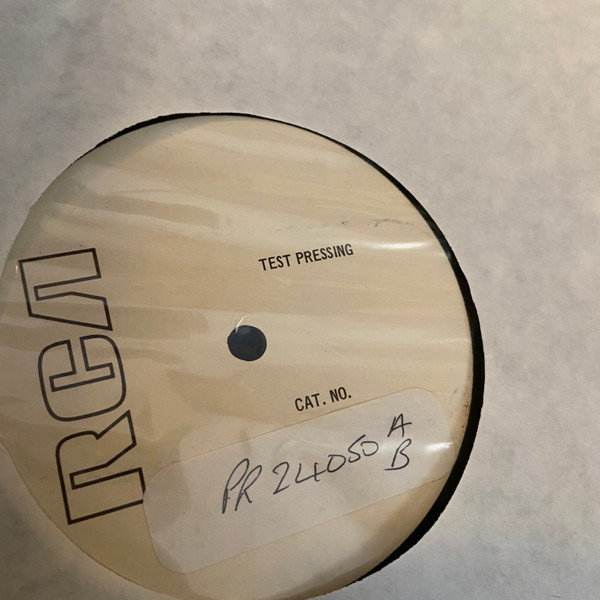 RCA
TEST PRESSING
CAT. NO.
PR 24050 A
B